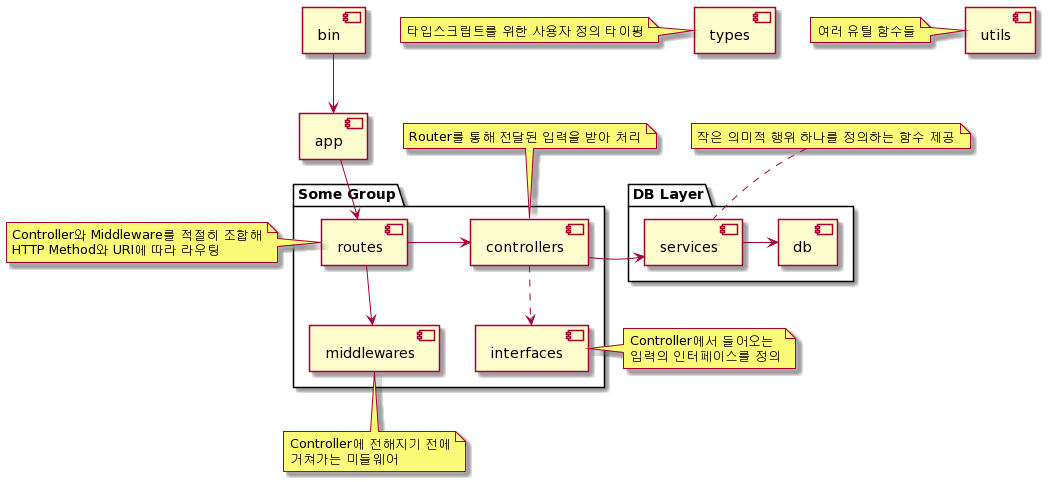 bin
타입스크립트를 위한 사용자 정의 타이핑
types
여러 유틸 함수들
utils
app
Router를 통해 전달된 입력을 받아 처리
작은 의미적 행위 하나를 정의하는 함수 제공
Some Group
DB Layer
Controller와 Middleware를 적절히 조합해
HTTP Method와 URI에 따라 라우팅
routes
controllers
services
db
middlewares
interfaces
Controller에서 들어오는
입력의 인터페이스를 정의
Controller에 전해지기 전에
거쳐가는 미들웨어